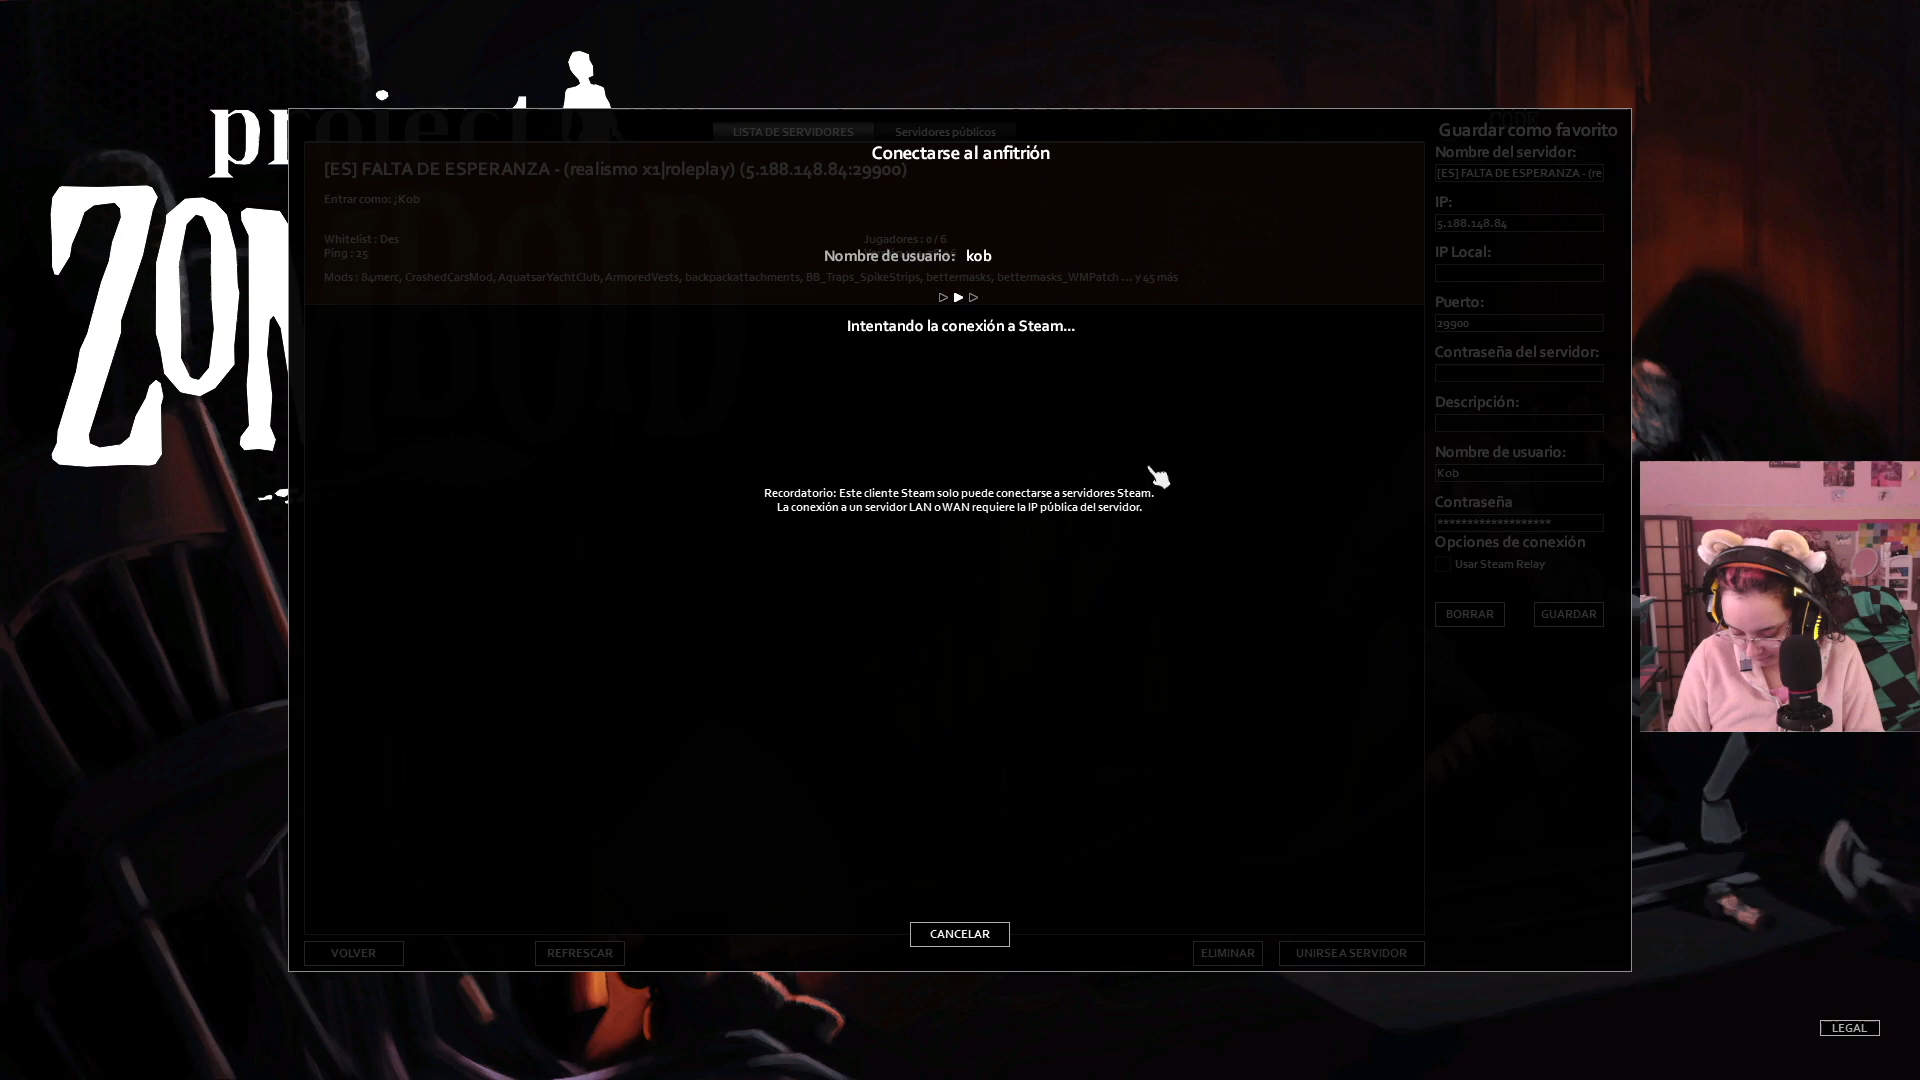 project
ZOMBOID
LISTA DE SERVIDORES
Servidores públicos
Conectarse al anfitrión
[ES] FALTA DE ESPERANZA - (realismo x1|roleplay) (5.188.148.84:29900)
Entrar como: ;Kob
Whitelist : Des
Jugadores : 0 / 6
Ping : 25
Nombre de usuario: kob
Mods : 84merc, CrashedCarsMod, AquatsarYachtClub, ArmoredVests, backpackattachments, BB_Traps_SpikeStrips, bettermasks, bettermasks_WMPatch ... y 45 más
Intentando la conexión a Steam...
Recordatorio: Este cliente Steam solo puede conectarse a servidores Steam.
La conexión a un servidor LAN o WAN requiere la IP pública del servidor.
CANCELAR
VOLVER
REFRESCAR
ELIMINAR
UNIRSE A SERVIDOR
Guardar como favorito
Nombre del servidor:
[ES] FALTA DE ESPERANZA - (re
IP:
5.188.148.84
IP Local:
Puerto:
29900
Contraseña del servidor:
Descripción:
Nombre de usuario:
Kob
Contraseña
*******************
Opciones de conexión
Usar Steam Relay
BORRAR
GUARDAR
LEGAL